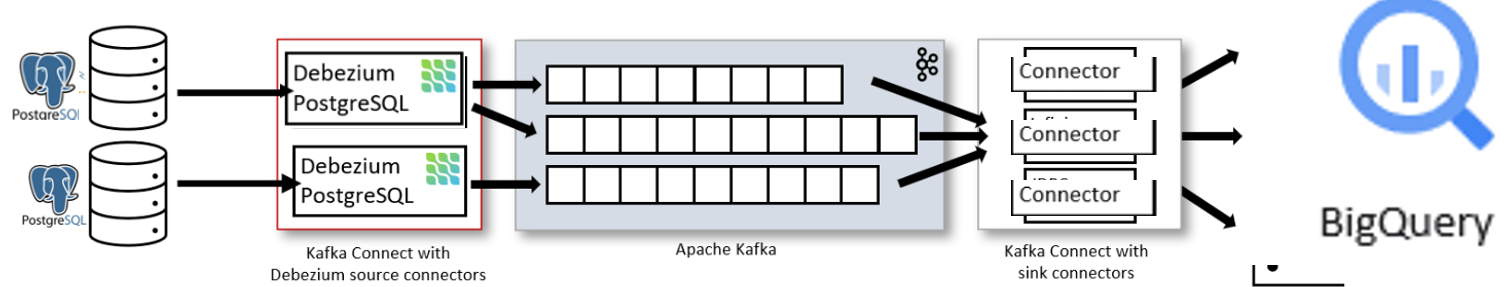 PostgreSQL
PostgreSQL
Debezium
PostgreSQL
Debezium
PostgreSQL
Kafka Connect with
Debezium source connectors
Apache Kafka
Connector
Connector
Connector
Kafka Connect with
sink connectors
BigQuery